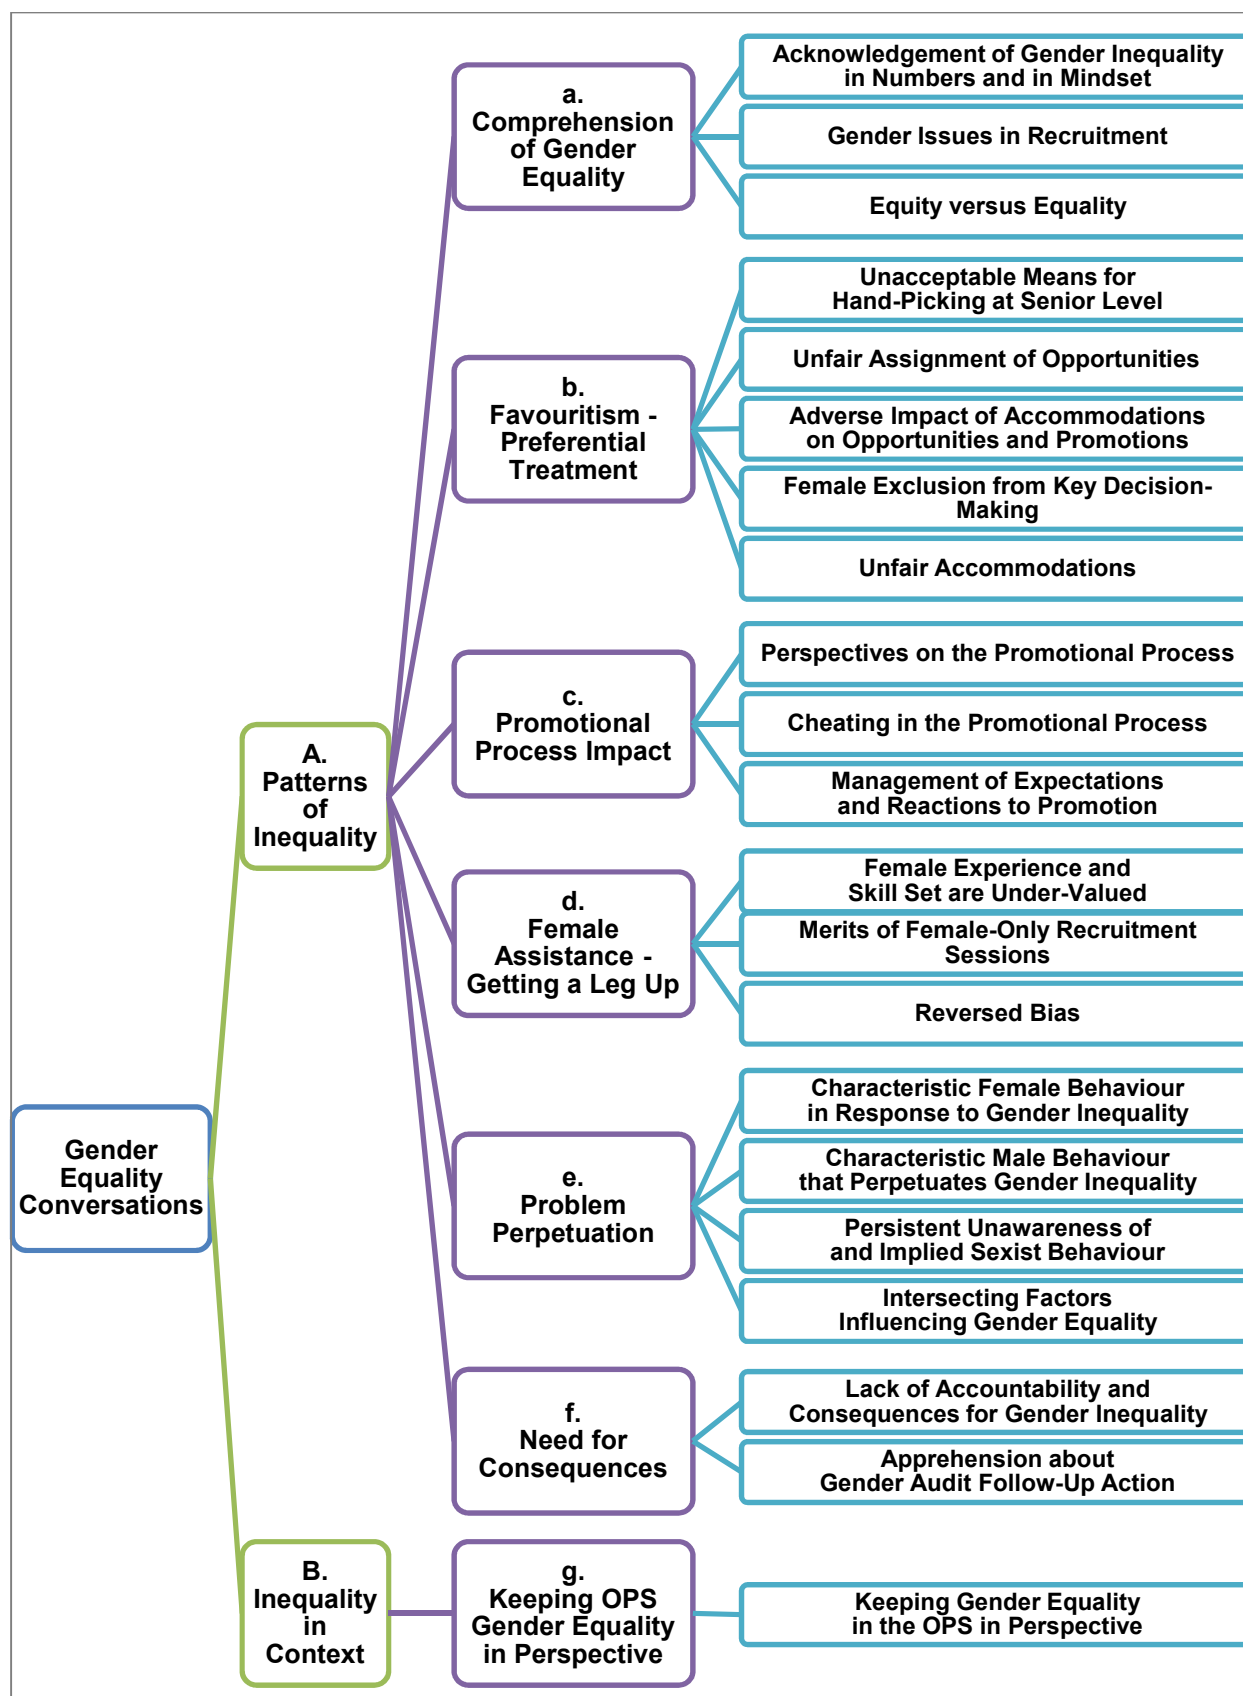 Gender
Equality
Conversations
A.
Patterns
of
Inequality
a.
Comprehension
of Gender
Equality
Acknowledgement of Gender Inequality
in Numbers and in Mindset
Gender Issues in Recruitment
Equity versus Equality
b.
Favouritism -
Preferential
Treatment
Unacceptable Means for
Hand-Picking at Senior Level
Unfair Assignment of Opportunities
Adverse Impact of Accommodations
on Opportunities and Promotions
Female Exclusion from Key Decision-
Making
Unfair Accommodations
c.
Promotional
Process Impact
Perspectives on the Promotional Process
Cheating in the Promotional Process
Management of Expectations
and Reactions to Promotion
d.
Female
Assistance -
Getting a Leg Up
Female Experience and
Skill Set are Under-Valued
Merits of Female-Only Recruitment
Sessions
Reversed Bias
e.
Problem
Perpetuation
Characteristic Female Behaviour
in Response to Gender Inequality
Characteristic Male Behaviour
that Perpetuates Gender Inequality
Persistent Unawareness of
and Implied Sexist Behaviour
Intersecting Factors
Influencing Gender Equality
f.
Need for
Consequences
Lack of Accountability and
Consequences for Gender Inequality
Apprehension about
Gender Audit Follow-Up Action
B.
Inequality
in
Context
g.
Keeping OPS
Gender Equality
in Perspective
Keeping Gender Equality
in the OPS in Perspective